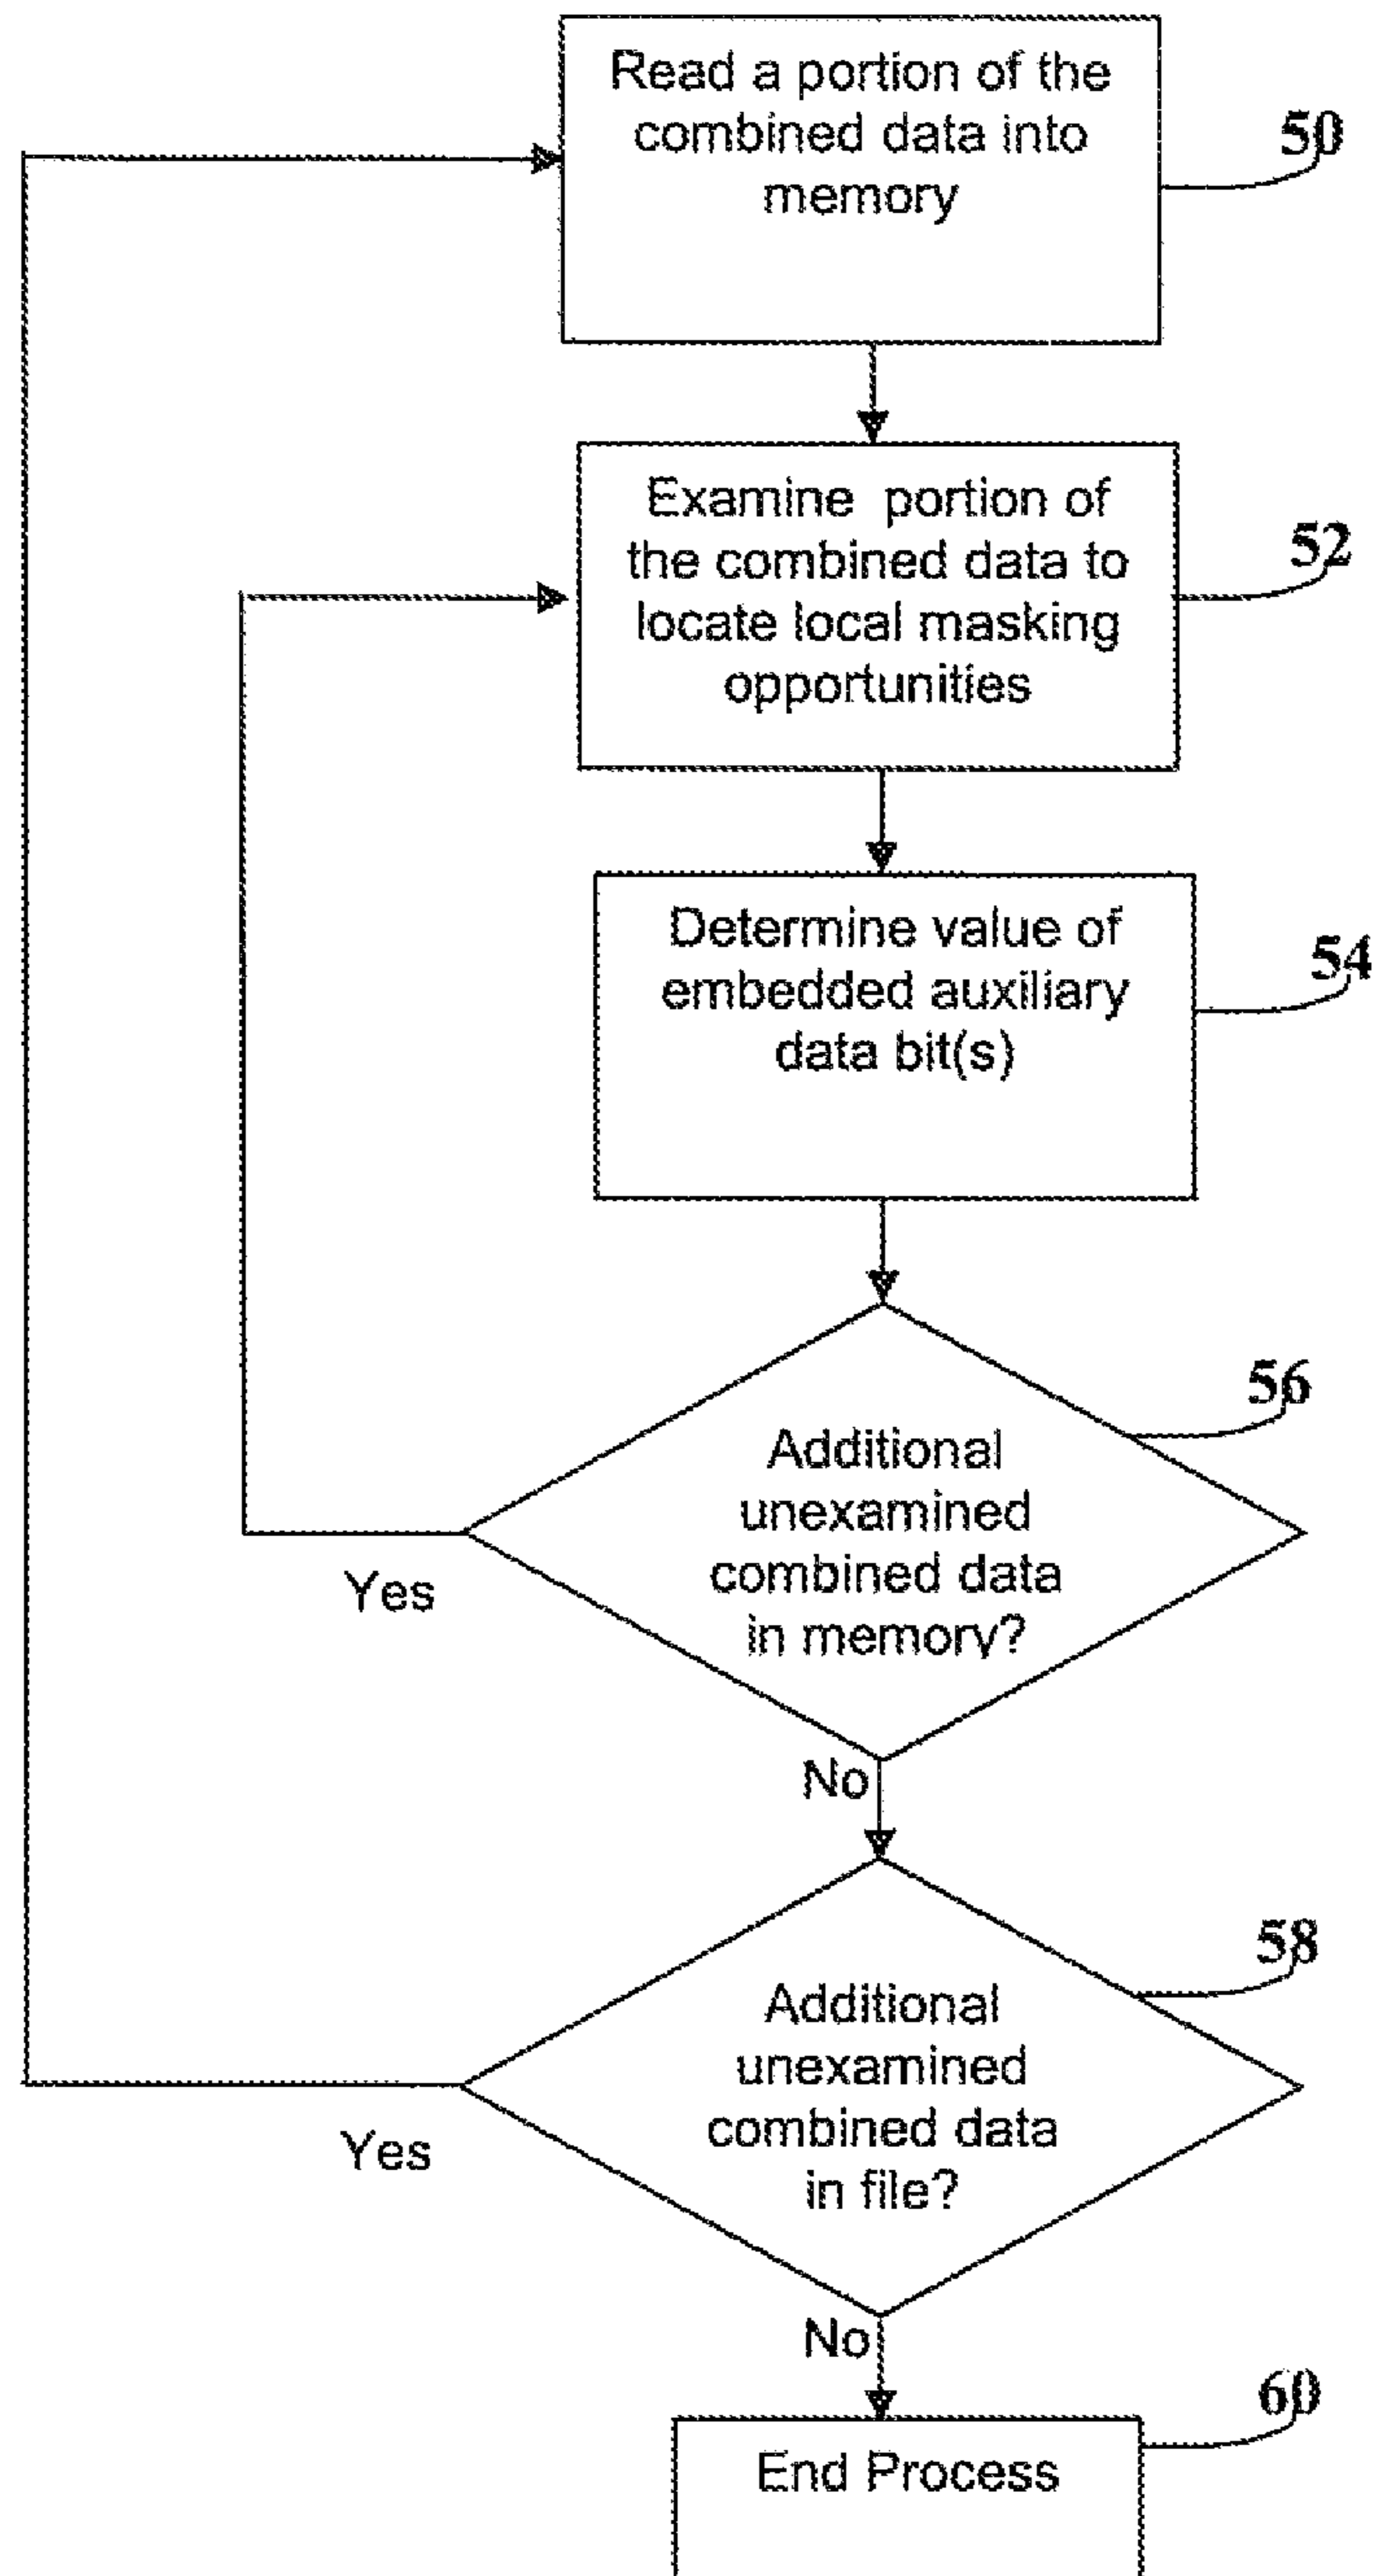 Read a portion of the
combined data into
memory
50
Examine portion of
the combined data to
locate local masking
opportunities
52
Determine value of
embedded auxiliary
data bit(s)
54
56
Additional
unexamined
combined data
in memory?
Yes
No
58
Additional
unexamined
combined data
in file?
Yes
No
60
End Process